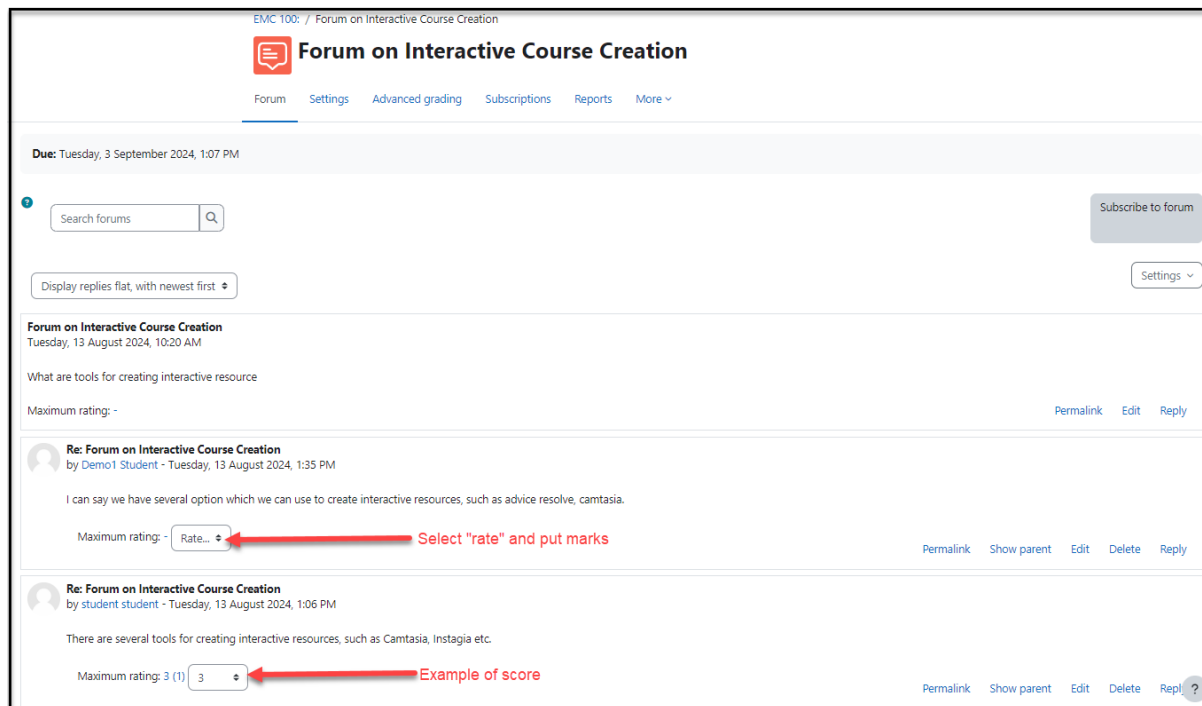 EMC 100: / Forum on Interactive Course Creation
Forum on Interactive Course Creation
Forum Settings Advanced grading Subscriptions Reports More
Due: Tuesday, 3 September 2024, 1:07 PM
?
Search forums
Subscribe to forum
Settings
Display replies flat, with newest first
Forum on Interactive Course Creation
Tuesday, 13 August 2024, 10:20 AM
What are tools for creating interactive resource
Maximum rating: -
Permalink Edit Reply
Re: Forum on Interactive Course Creation
by Demo1 Student - Tuesday, 13 August 2024, 1:35 PM
I can say we have several option which we can use to create interactive resources, such as advice resolve, camtasia.
Maximum rating: - Rate... Select "rate" and put marks
Permalink Show parent Edit Delete Reply
Re: Forum on Interactive Course Creation
by student student - Tuesday, 13 August 2024, 1:06 PM
There are several tools for creating interactive resources, such as Camtasia, Instagia etc.
Maximum rating: 3 (1) 3 Example of score
Permalink Show parent Edit Delete Repl ?